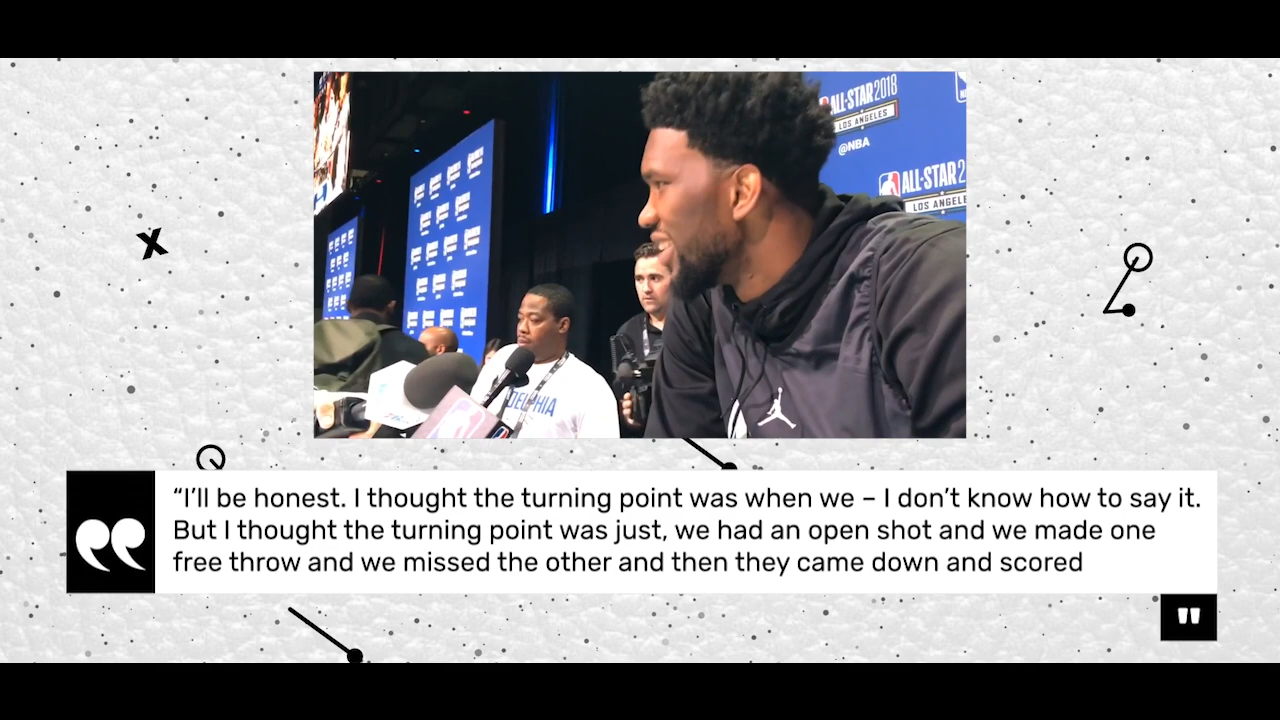 ALL-STAR 2018
LOS ANGELES
@NBA
ALL-STAR 2
LOS ANGELE
“I’ll be honest. I thought the turning point was when we – I don’t know how to say it.
But I thought the turning point was just, we had an open shot and we made one
free throw and we missed the other and then they came down and scored